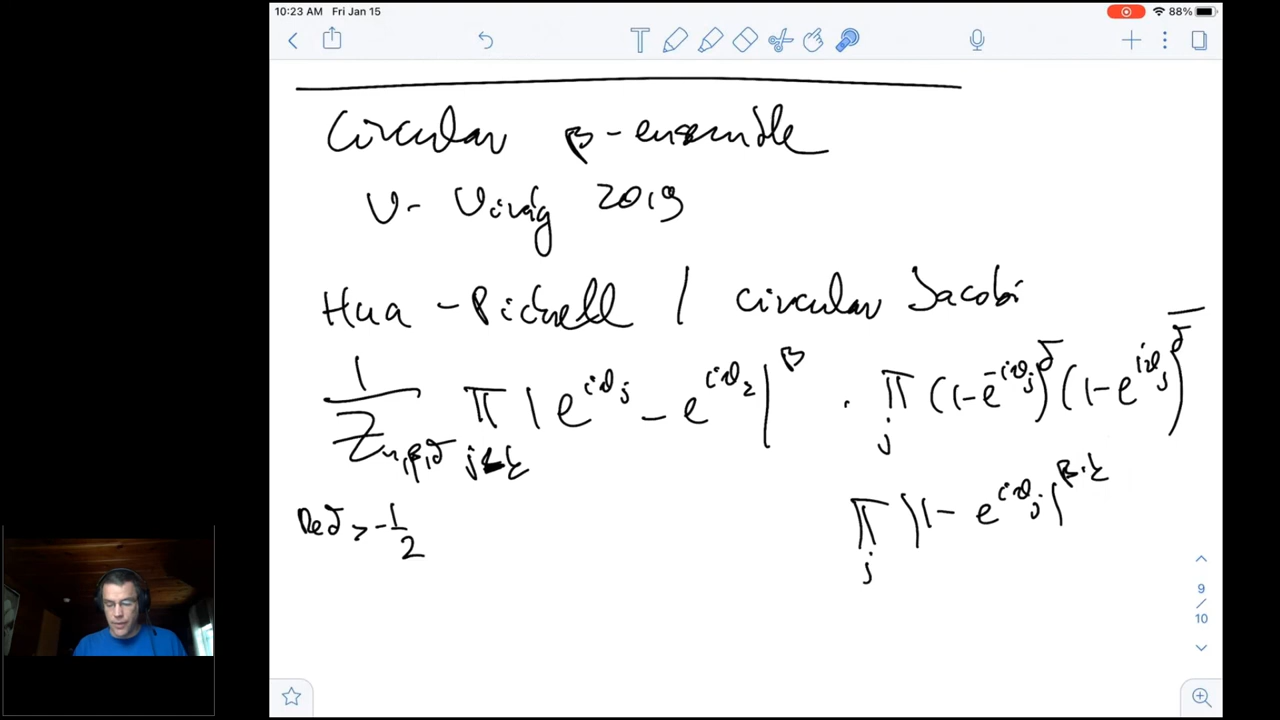 10:23 AM Fri Jan 15
88%
Circular β-ensemble
V- Virág 2019
Hua-Pickrell / circular Jacobi
1/Z_{n,β,δ} ∏_{j<k} |e^{iϑ_j} - e^{iϑ_k}|^β · ∏_j (1-e^{-iϑ_j})^δ (1-e^{iϑ_j})^{δ̄}
Re δ > -1/2
∏_j |1- e^{iϑ_j}|^{β·k}
9
/
10